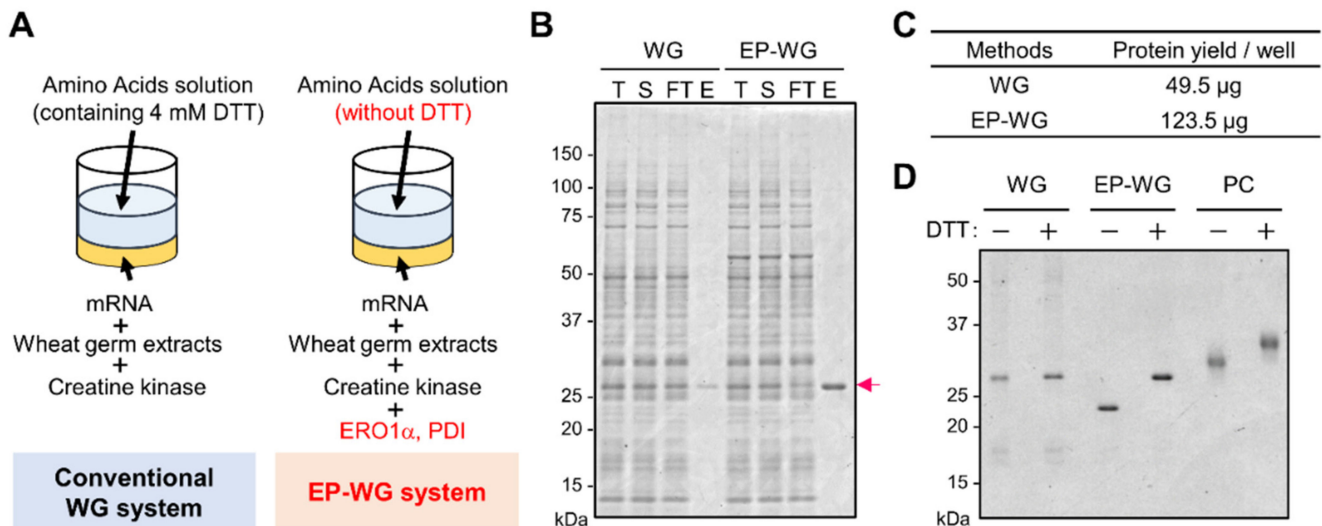 A
Amino Acids solution
(containing 4 mM DTT)
mRNA
+
Wheat germ extracts
+
Creatine kinase
Conventional
WG system
Amino Acids solution
(without DTT)
mRNA
+
Wheat germ extracts
+
Creatine kinase
+
ERO1α, PDI
EP-WG system
B
WG EP-WG
T S FT E T S FT E
150
100
75
50
37
25
20
15
kDa
C
Methods Protein yield / well
WG 49.5 µg
EP-WG 123.5 µg
D
WG EP-WG PC
DTT: − + − + − +
50
37
25
20
15
kDa